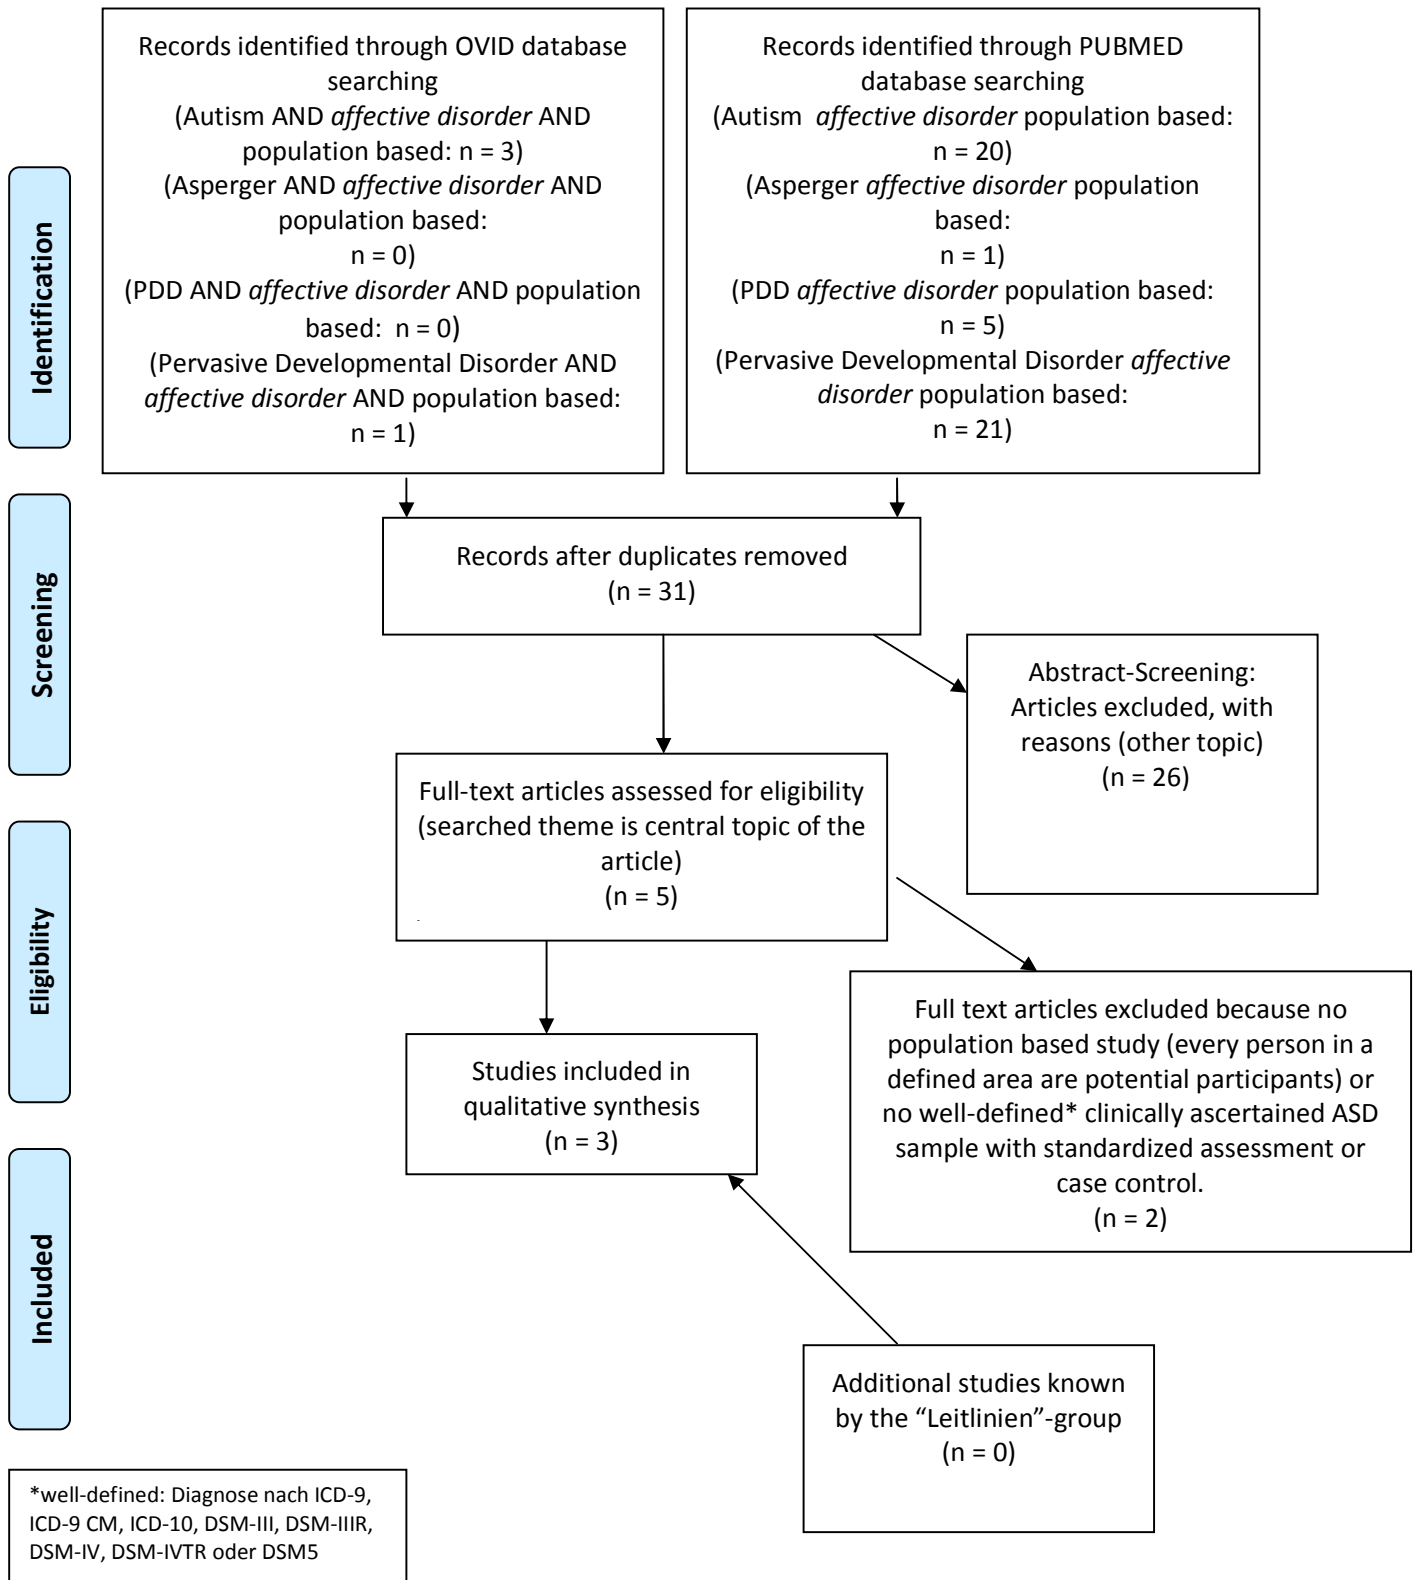 Records identified through OVID database
searching
(Autism AND affective disorder AND
population based: n = 3)
(Asperger AND affective disorder AND
population based:
n = 0)
(PDD AND affective disorder AND population
based:  n = 0)
(Pervasive Developmental Disorder AND
affective disorder AND population based:
n = 1)
Records identified through PUBMED
database searching
(Autism  affective disorder population based:
n = 20)
(Asperger affective disorder population
based:
n = 1)
(PDD affective disorder population based:
n = 5)
(Pervasive Developmental Disorder affective
disorder population based:
n = 21)
Identification
Records after duplicates removed
(n = 31)
Screening
Abstract-Screening:
Articles excluded, with
reasons (other topic)
(n = 26)
Full-text articles assessed for eligibility
(searched theme is central topic of the
article)
(n = 5)
Eligibility
Full text articles excluded because no
population based study (every person in a
defined area are potential participants) or
no well-defined* clinically ascertained ASD
sample with standardized assessment or
case control.
(n = 2)
Studies included in
qualitative synthesis
(n = 3)
Included
Additional studies known
by the “Leitlinien”-group
(n = 0)
*well-defined: Diagnose nach ICD-9,
ICD-9 CM, ICD-10, DSM-III, DSM-IIIR,
DSM-IV, DSM-IVTR oder DSM5